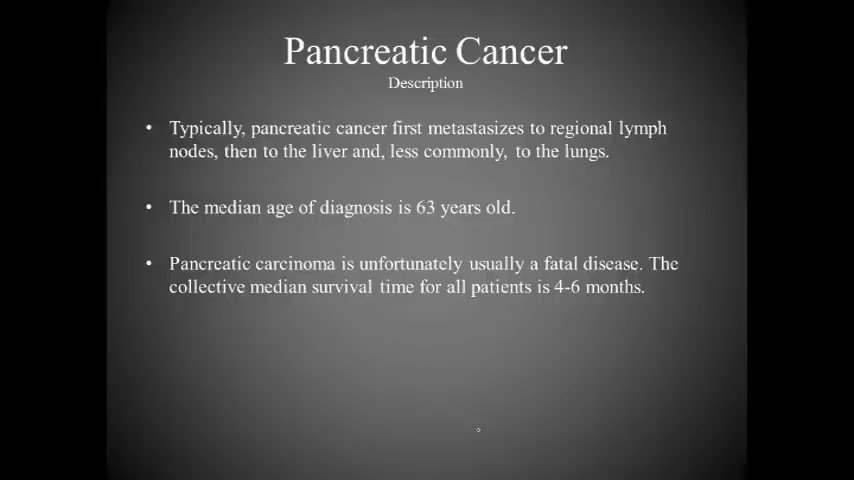 Pancreatic Cancer
Description
• Typically, pancreatic cancer first metastasizes to regional lymph
nodes, then to the liver and, less commonly, to the lungs.
• The median age of diagnosis is 63 years old.
• Pancreatic carcinoma is unfortunately usually a fatal disease. The
collective median survival time for all patients is 4-6 months.